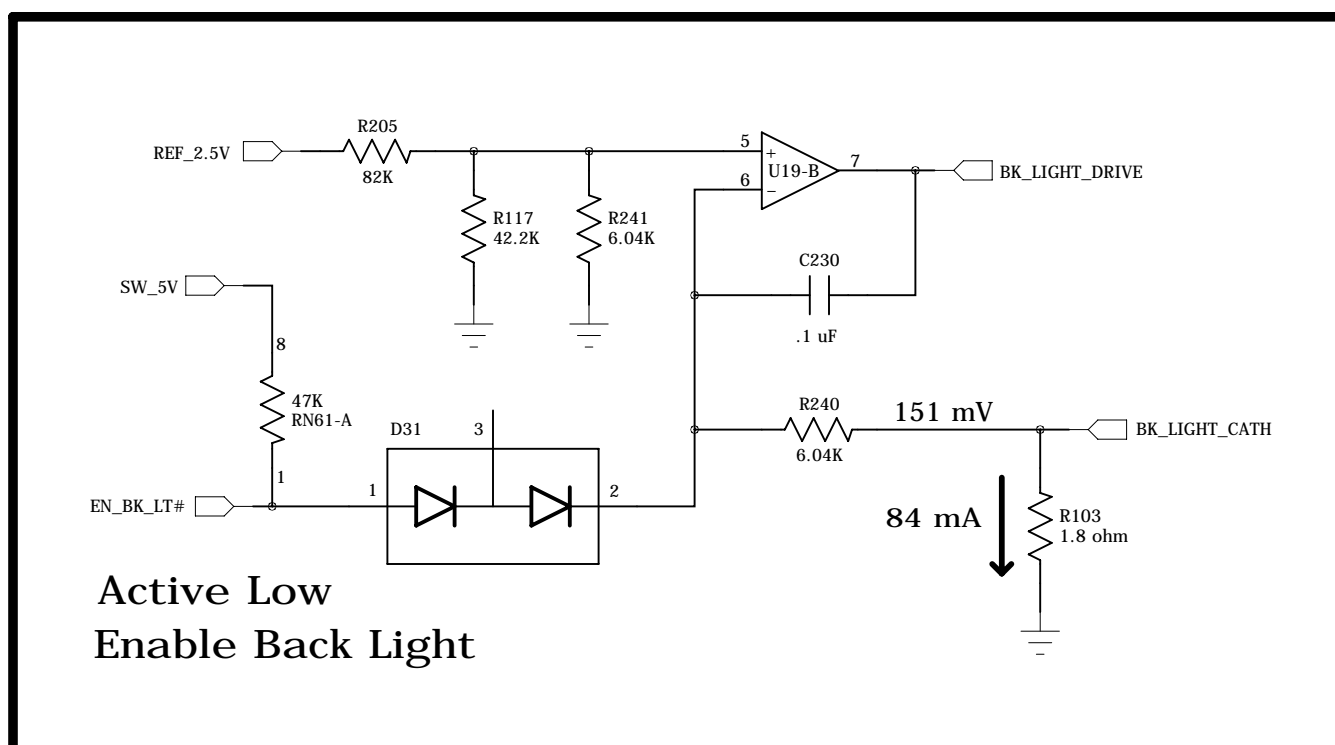 R205
REF_2.5V
82K
5
+
U19-B
7
6
−
BK_LIGHT_DRIVE
R117
42.2K
R241
6.04K
C230
.1 uF
SW_5V
8
47K
RN61-A
1
D31
3
R240
6.04K
151 mV
BK_LIGHT_CATH
EN_BK_LT#
1
2
84 mA
R103
1.8 ohm
Active Low
Enable Back Light